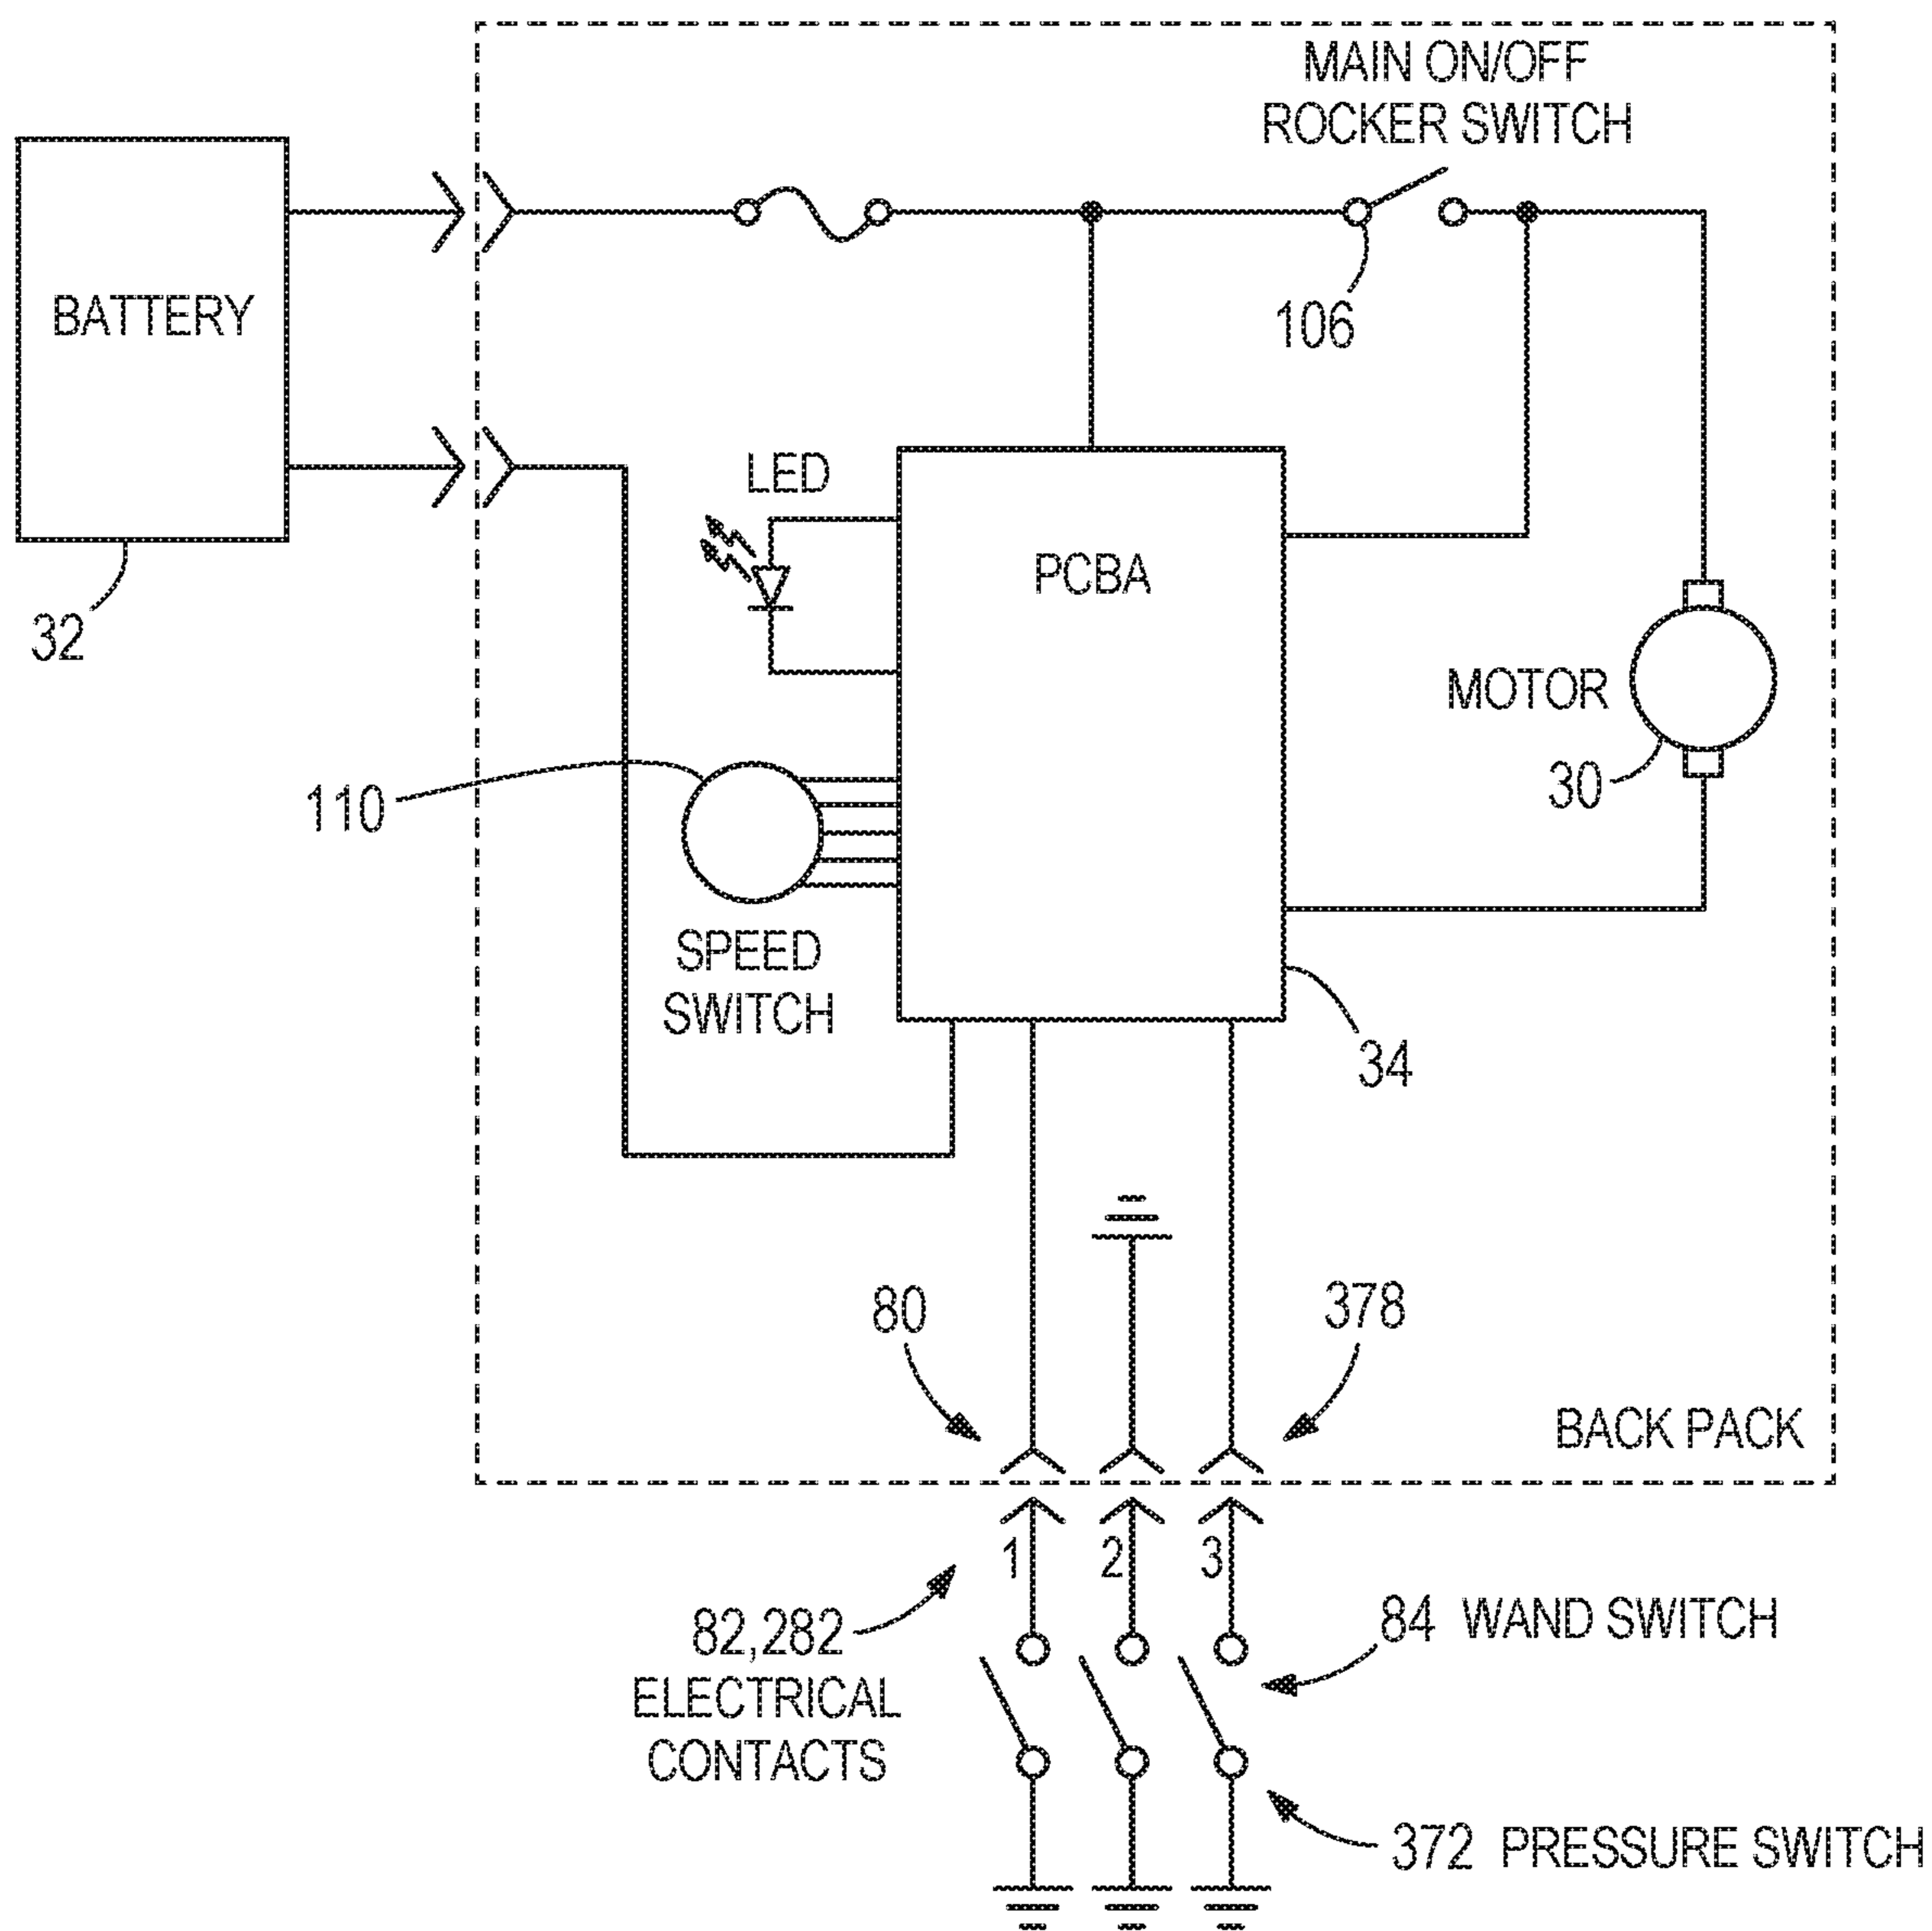 MAIN ON/OFF
ROCKER SWITCH
BATTERY
106
LED
PCBA
32
MOTOR
110
30
SPEED
SWITCH
34
80
378
BACK PACK
1
2
3
82,282
ELECTRICAL
CONTACTS
84 WAND SWITCH
372 PRESSURE SWITCH